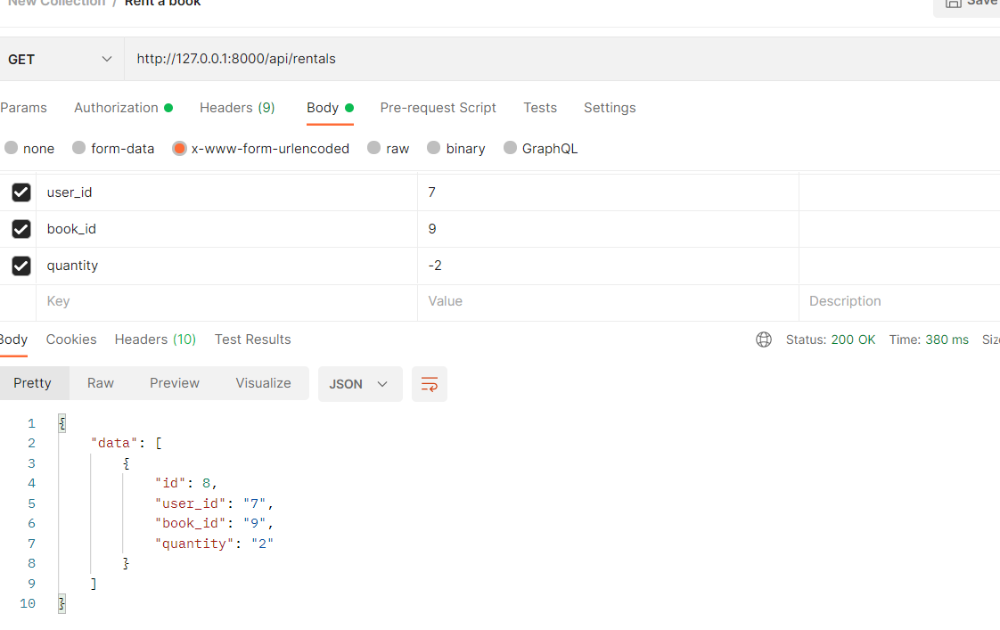 New Collection / Rent a book Save
GET http://127.0.0.1:8000/api/rentals
Params Authorization Headers (9) Body Pre-request Script Tests Settings
none form-data x-www-form-urlencoded raw binary GraphQL
user_id 7
book_id 9
quantity -2
Key Value Description
Body Cookies Headers (10) Test Results Status: 200 OK Time: 380 ms Siz
Pretty Raw Preview Visualize JSON
1 {
2 "data": [
3 {
4 "id": 8,
5 "user_id": "7",
6 "book_id": "9",
7 "quantity": "2"
8 }
9 ]
10 }